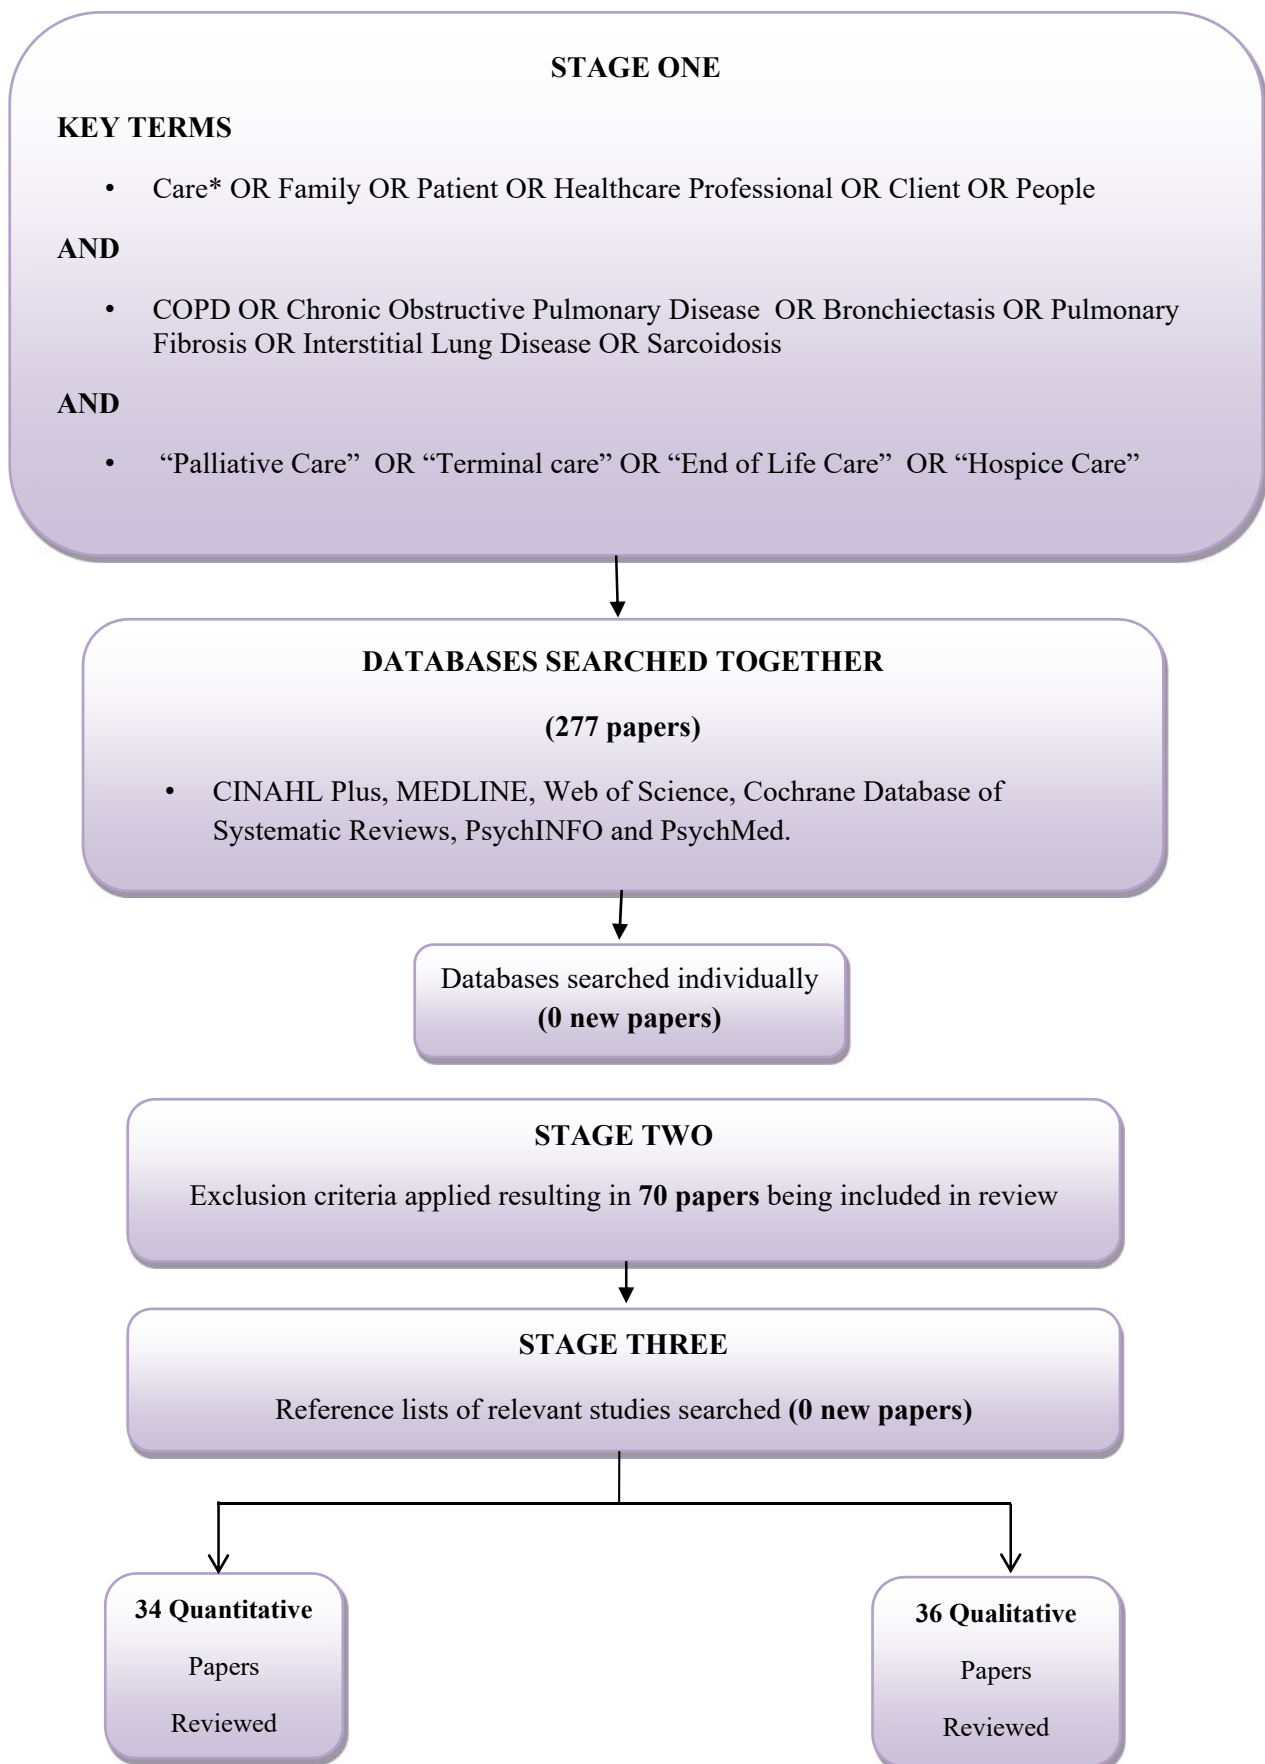 STAGE ONE
KEY TERMS
• Care* OR Family OR Patient OR Healthcare Professional OR Client OR People
AND
• COPD OR Chronic Obstructive Pulmonary Disease OR Bronchiectasis OR Pulmonary
Fibrosis OR Interstitial Lung Disease OR Sarcoidosis
AND
• “Palliative Care” OR “Terminal care” OR “End of Life Care” OR “Hospice Care”
DATABASES SEARCHED TOGETHER
(277 papers)
• CINAHL Plus, MEDLINE, Web of Science, Cochrane Database of
Systematic Reviews, PsychINFO and PsychMed.
Databases searched individually
(0 new papers)
STAGE TWO
Exclusion criteria applied resulting in 70 papers being included in review
STAGE THREE
Reference lists of relevant studies searched (0 new papers)
34 Quantitative
Papers
Reviewed
36 Qualitative
Papers
Reviewed